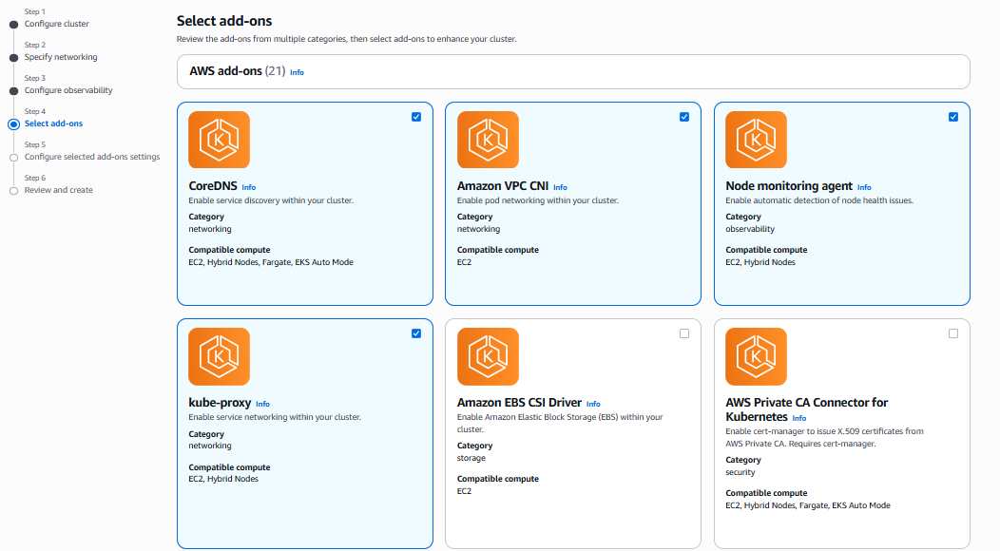 Step 1
Configure cluster
Step 2
Specify networking
Step 3
Configure observability
Step 4
Select add-ons
Step 5
Configure selected add-ons settings
Step 6
Review and create
Select add-ons
Review the add-ons from multiple categories, then select add-ons to enhance your cluster.
AWS add-ons (21) Info
K
CoreDNS Info
Enable service discovery within your cluster.
Category
networking
Compatible compute
EC2, Hybrid Nodes, Fargate, EKS Auto Mode
K
Amazon VPC CNI Info
Enable pod networking within your cluster.
Category
networking
Compatible compute
EC2
K
Node monitoring agent Info
Enable automatic detection of node health issues.
Category
observability
Compatible compute
EC2, Hybrid Nodes
K
kube-proxy Info
Enable service networking within your cluster.
Category
networking
Compatible compute
EC2, Hybrid Nodes
K
Amazon EBS CSI Driver Info
Enable Amazon Elastic Block Storage (EBS) within your
cluster.
Category
storage
Compatible compute
EC2
K
AWS Private CA Connector for
Kubernetes Info
Enable cert-manager to issue X.509 certificates from
AWS Private CA. Requires cert-manager.
Category
security
Compatible compute
EC2, Hybrid Nodes, Fargate, EKS Auto Mode